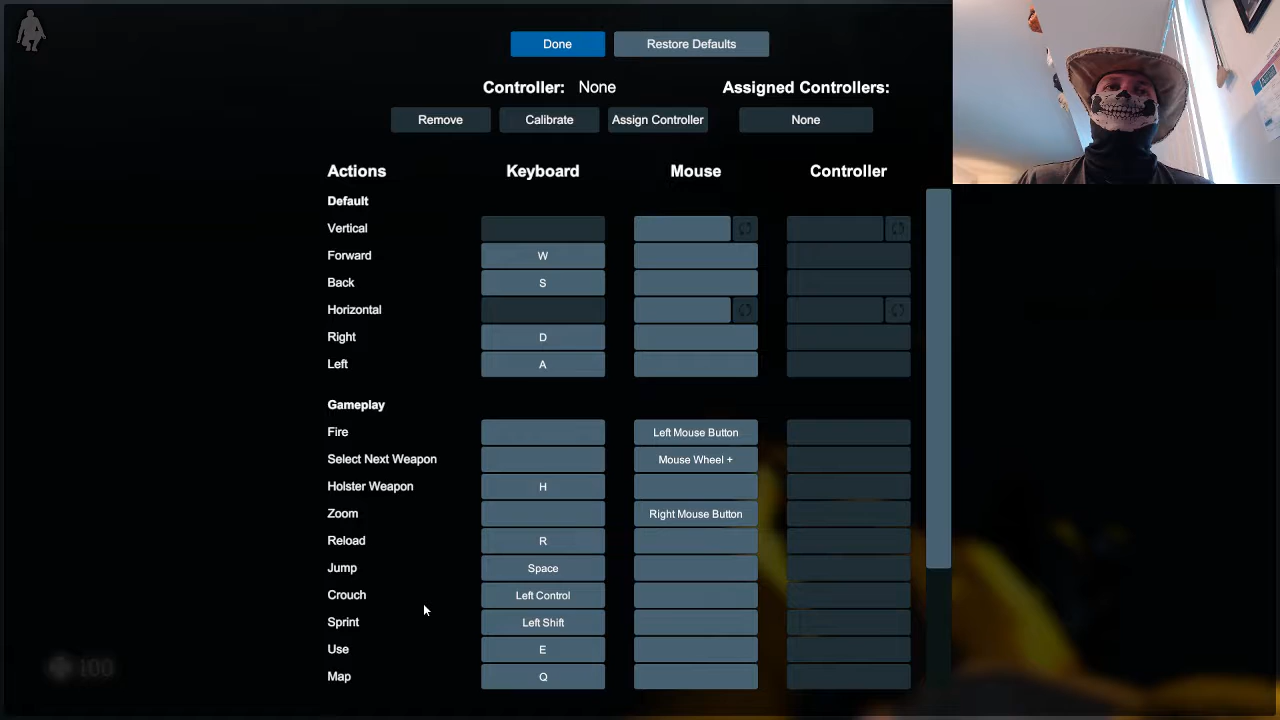 Done Restore Defaults
Controller: None Assigned Controllers:
Remove Calibrate Assign Controller None
Actions Keyboard Mouse Controller
Default
Vertical
Forward W
Back S
Horizontal
Right D
Left A
Gameplay
Fire Left Mouse Button
Select Next Weapon Mouse Wheel +
Holster Weapon H
Zoom Right Mouse Button
Reload R
Jump Space
Crouch Left Control
Sprint Left Shift
Use E
Map Q
100